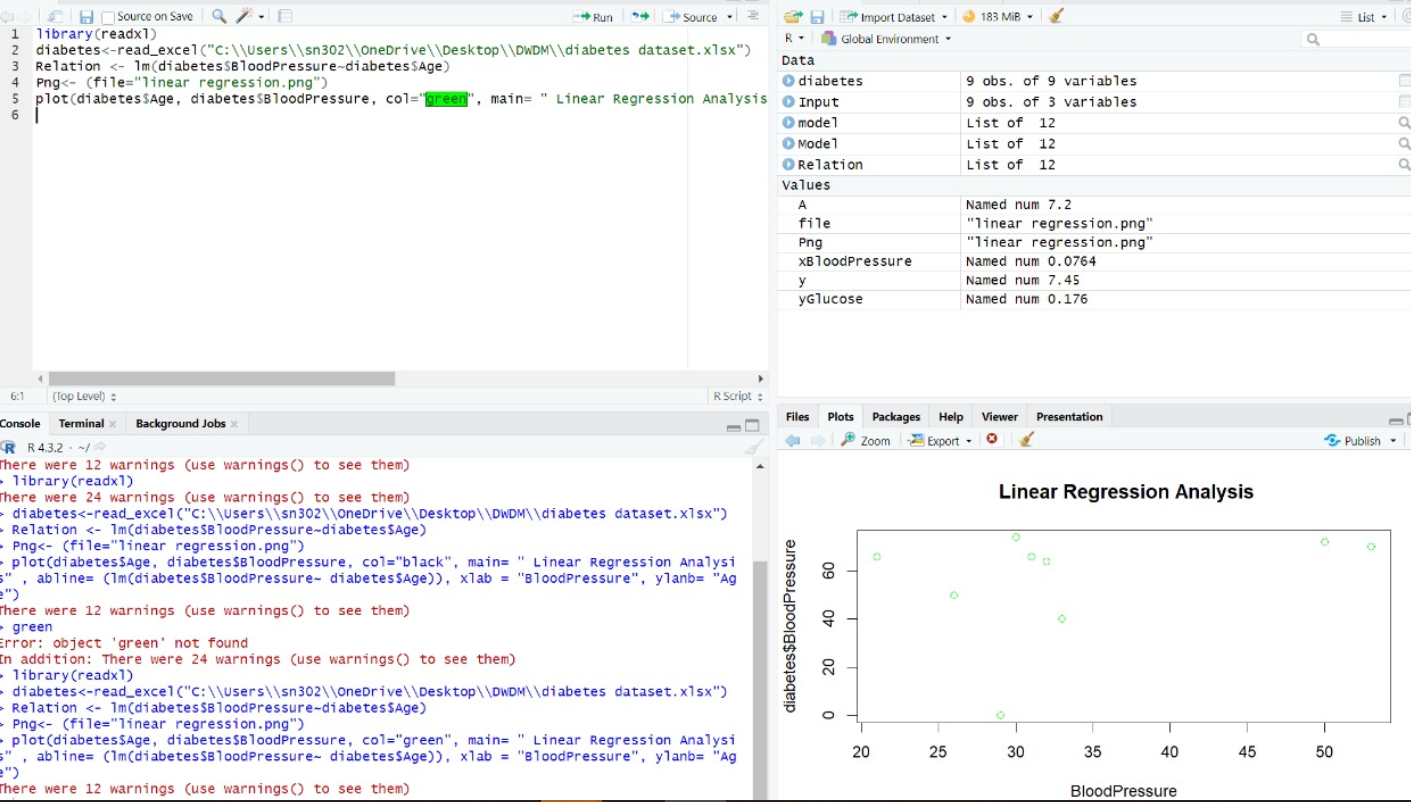 Source on Save
Run
Source
1 library(readxl)
2 diabetes<-read_excel("C:\\Users\\sn302\\OneDrive\\Desktop\\DWDM\\diabetes dataset.xlsx")
3 Relation <- lm(diabetes$BloodPressure~diabetes$Age)
4 Png<- (file="linear regression.png")
5 plot(diabetes$Age, diabetes$BloodPressure, col="green", main= " Linear Regression Analysis
6
6:1 (Top Level) R Script
Console Terminal Background Jobs
R 4.3.2 · ~/
There were 12 warnings (use warnings() to see them)
> library(readxl)
There were 24 warnings (use warnings() to see them)
> diabetes<-read_excel("C:\\Users\\sn302\\OneDrive\\Desktop\\DWDM\\diabetes dataset.xlsx")
> Relation <- lm(diabetes$BloodPressure~diabetes$Age)
> Png<- (file="linear regression.png")
> plot(diabetes$Age, diabetes$BloodPressure, col="black", main= " Linear Regression Analysi
s" , abline= (lm(diabetes$BloodPressure~ diabetes$Age)), xlab = "BloodPressure", ylanb= "Ag
e")
There were 12 warnings (use warnings() to see them)
> green
Error: object 'green' not found
In addition: There were 24 warnings (use warnings() to see them)
> library(readxl)
> diabetes<-read_excel("C:\\Users\\sn302\\OneDrive\\Desktop\\DWDM\\diabetes dataset.xlsx")
> Relation <- lm(diabetes$BloodPressure~diabetes$Age)
> Png<- (file="linear regression.png")
> plot(diabetes$Age, diabetes$BloodPressure, col="green", main= " Linear Regression Analysi
s" , abline= (lm(diabetes$BloodPressure~ diabetes$Age)), xlab = "BloodPressure", ylanb= "Ag
e")
There were 12 warnings (use warnings() to see them)
Import Dataset 183 MiB List
R Global Environment
Data
diabetes 9 obs. of 9 variables
Input 9 obs. of 3 variables
model List of 12
Model List of 12
Relation List of 12
Values
A Named num 7.2
file "linear regression.png"
Png "linear regression.png"
xBloodPressure Named num 0.0764
y Named num 7.45
yGlucose Named num 0.176
Files Plots Packages Help Viewer Presentation
Zoom Export Publish
Linear Regression Analysis
diabetes$BloodPressure
60
40
20
0
20 25 30 35 40 45 50
BloodPressure